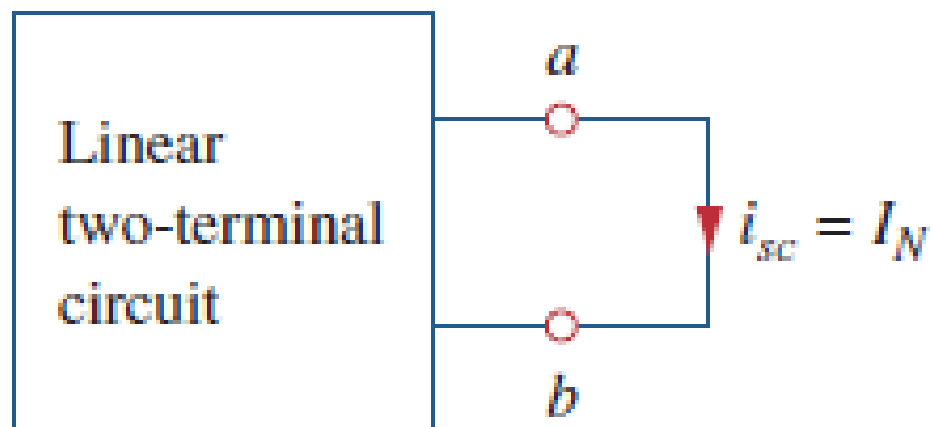 a
Linear
two-terminal
circuit
i_sc = I_N
b